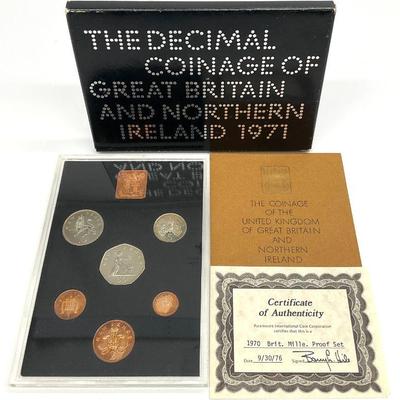 THE DECIMAL
COINAGE OF
GREAT BRITAIN
AND NORTHERN
IRELAND 1971
THE COINAGE
OF THE
UNITED KINGDOM
OF GREAT BRITAIN
AND
NORTHERN
IRELAND
Certificate
of Authenticity
Paramount International Coin Corporation
certifies that this is a
1970 Brit. Mille. Proof Set
Date 9/30/76 Signed